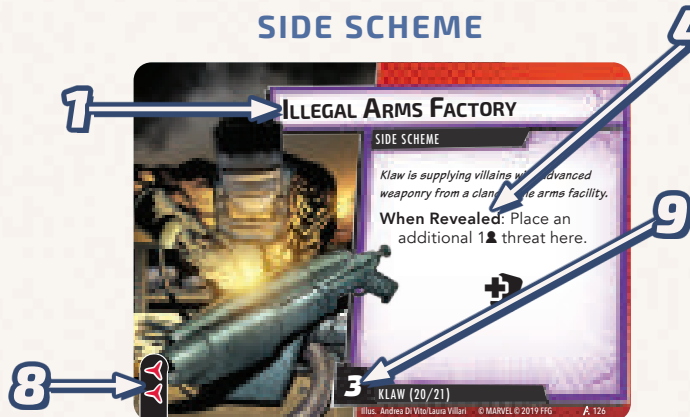 SIDE SCHEME
4
1
ILLEGAL ARMS FACTORY
SIDE SCHEME
Klaw is supplying villains with advanced
weaponry from a clandestine arms facility.
When Revealed: Place an
additional 1 threat here.
9
8
3
KLAW (20/21)
Illus. Andrea Di Vito/Laura Villari © MARVEL © 2019 FFG 126